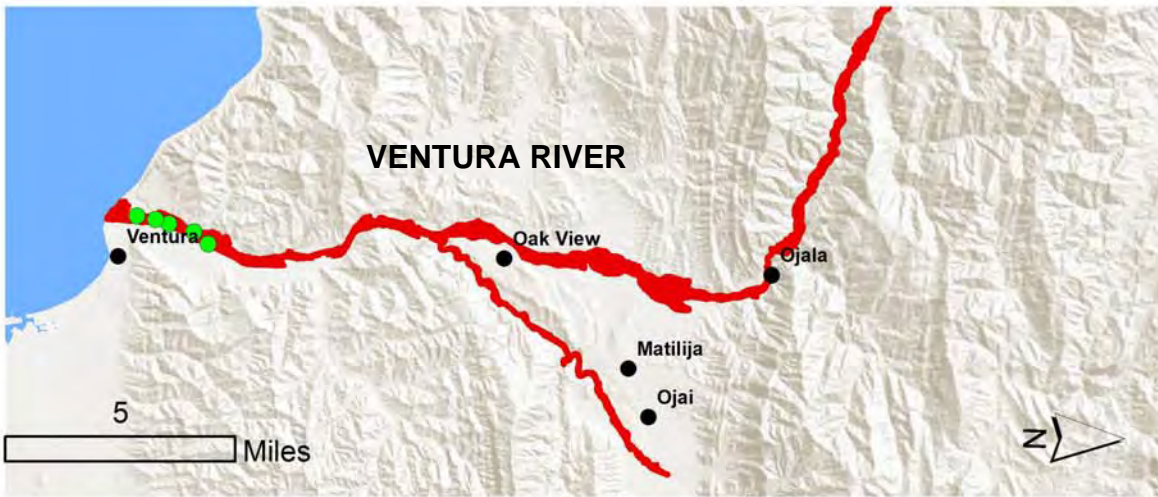 VENTURA RIVER
Ventura
Oak View
Ojala
Matilija
Ojai
5
Miles
N